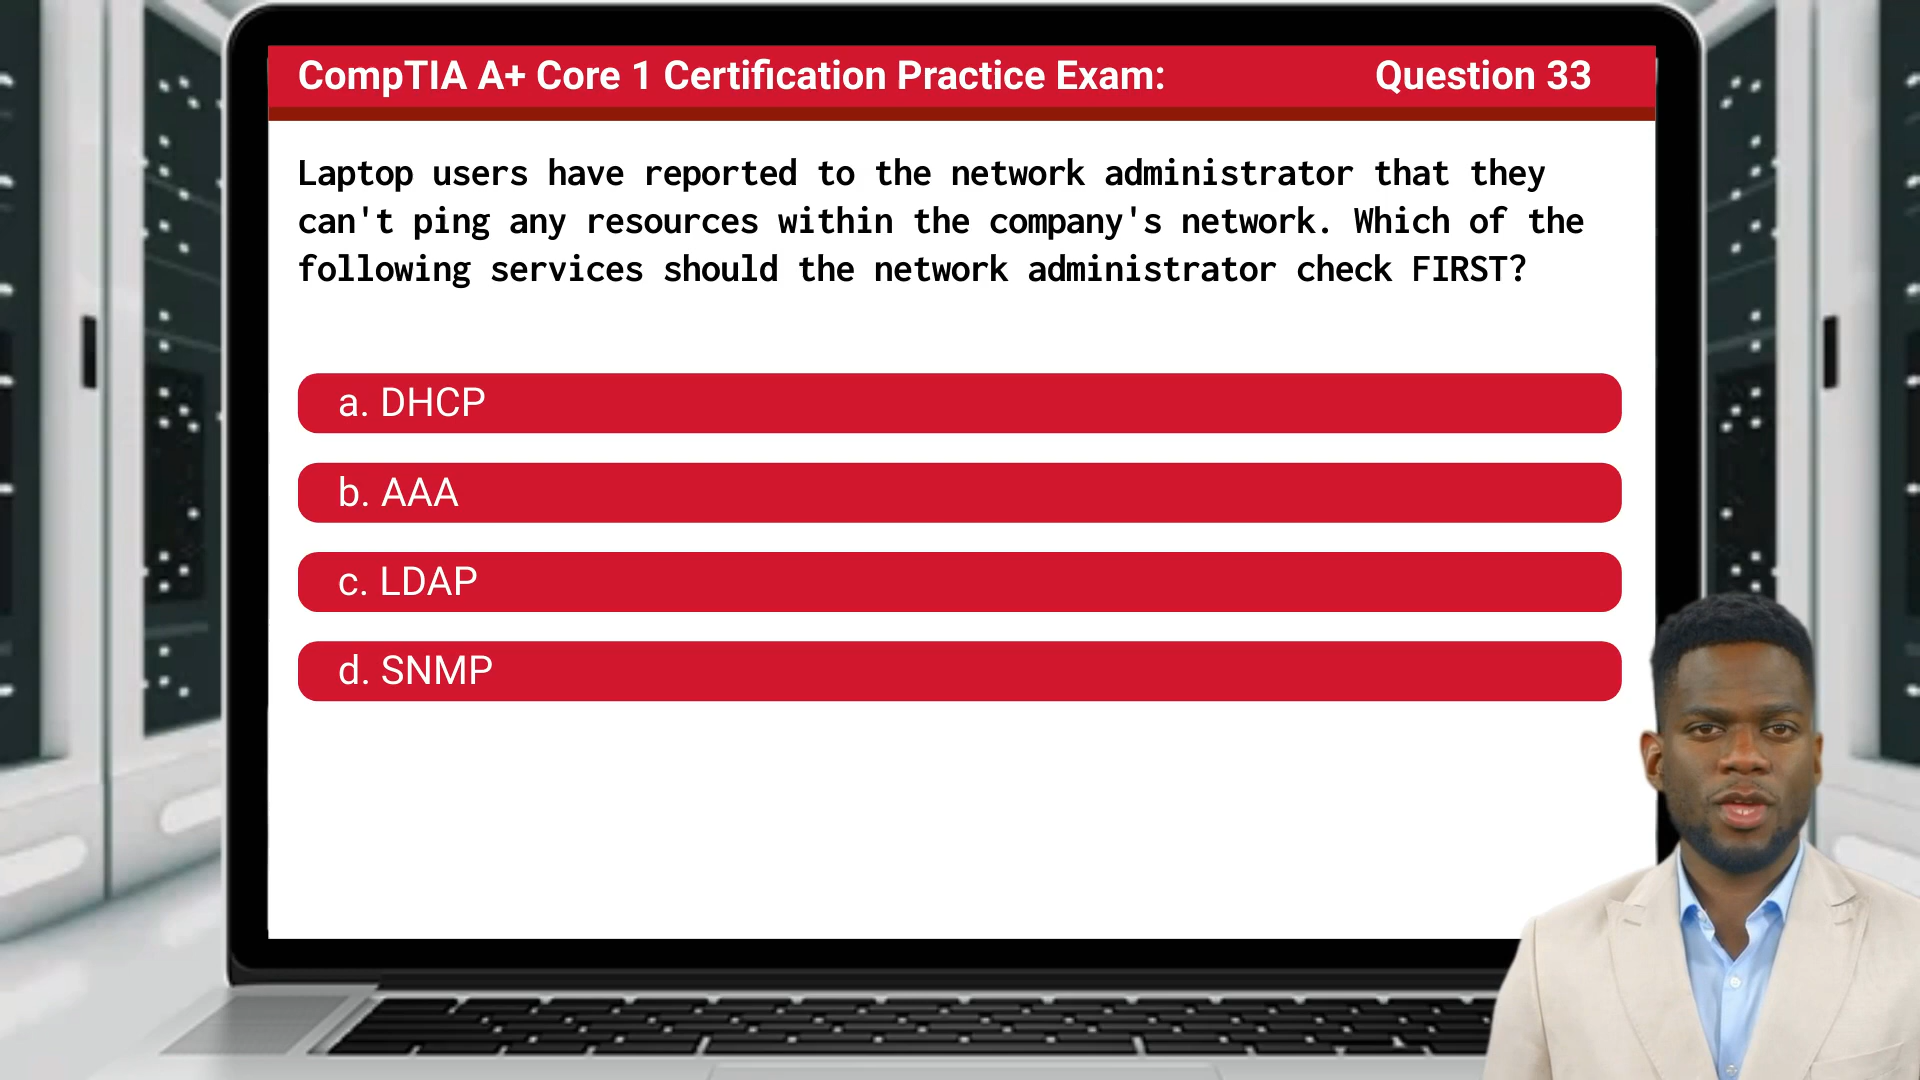 CompTIA A+ Core 1 Certification Practice Exam: Question 33
Laptop users have reported to the network administrator that they
can't ping any resources within the company's network. Which of the
following services should the network administrator check FIRST?
a. DHCP
b. AAA
c. LDAP
d. SNMP